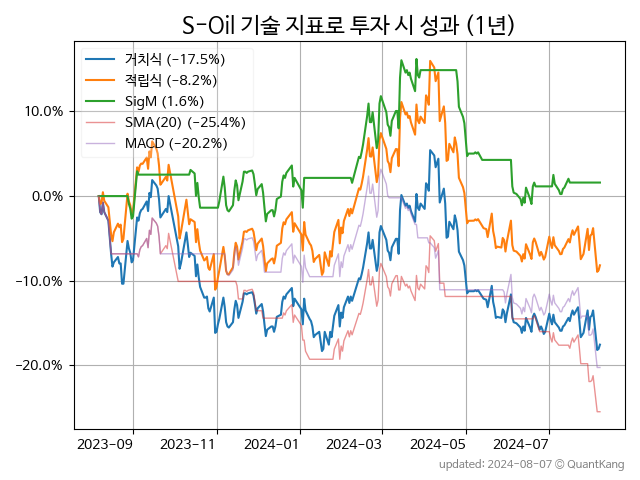 S-Oil 기술 지표로 투자 시 성과 (1년)
거치식 (-17.5%)
적립식 (-8.2%)
SigM (1.6%)
SMA(20) (-25.4%)
MACD (-20.2%)
10.0%
0.0%
-10.0%
-20.0%
2023-09 2023-11 2024-01 2024-03 2024-05 2024-07
updated: 2024-08-07 © QuantKang